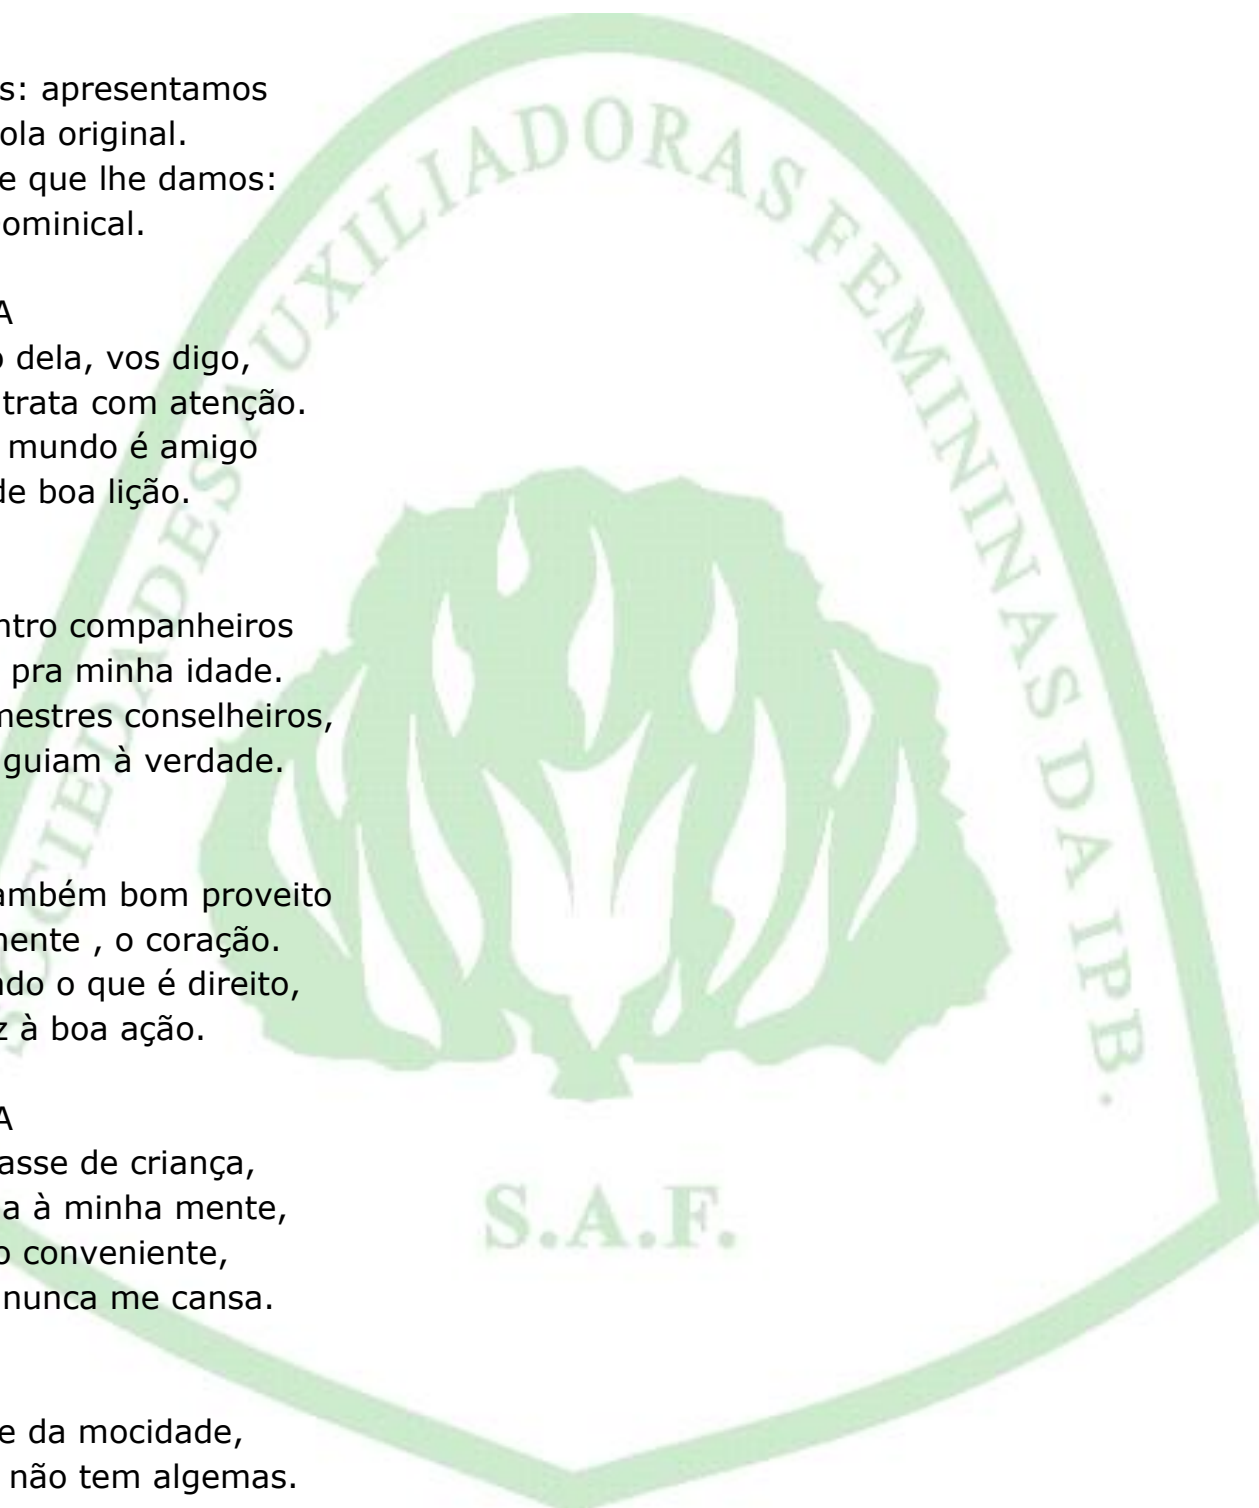 s: apresentamos
ola original.
e que lhe damos:
ominical.
A
o dela, vos digo,
trata com atenção.
mundo é amigo
de boa lição.
ntro companheiros
pra minha idade.
mestres conselheiros,
guiam à verdade.
ambém bom proveito
mente , o coração.
ndo o que é direito,
z à boa ação.
A
asse de criança,
a à minha mente,
o conveniente,
nunca me cansa.
e da mocidade,
não tem algemas.
SOCIEDADES AUXILIADORAS FEMININAS DA IPB.
S.A.F.